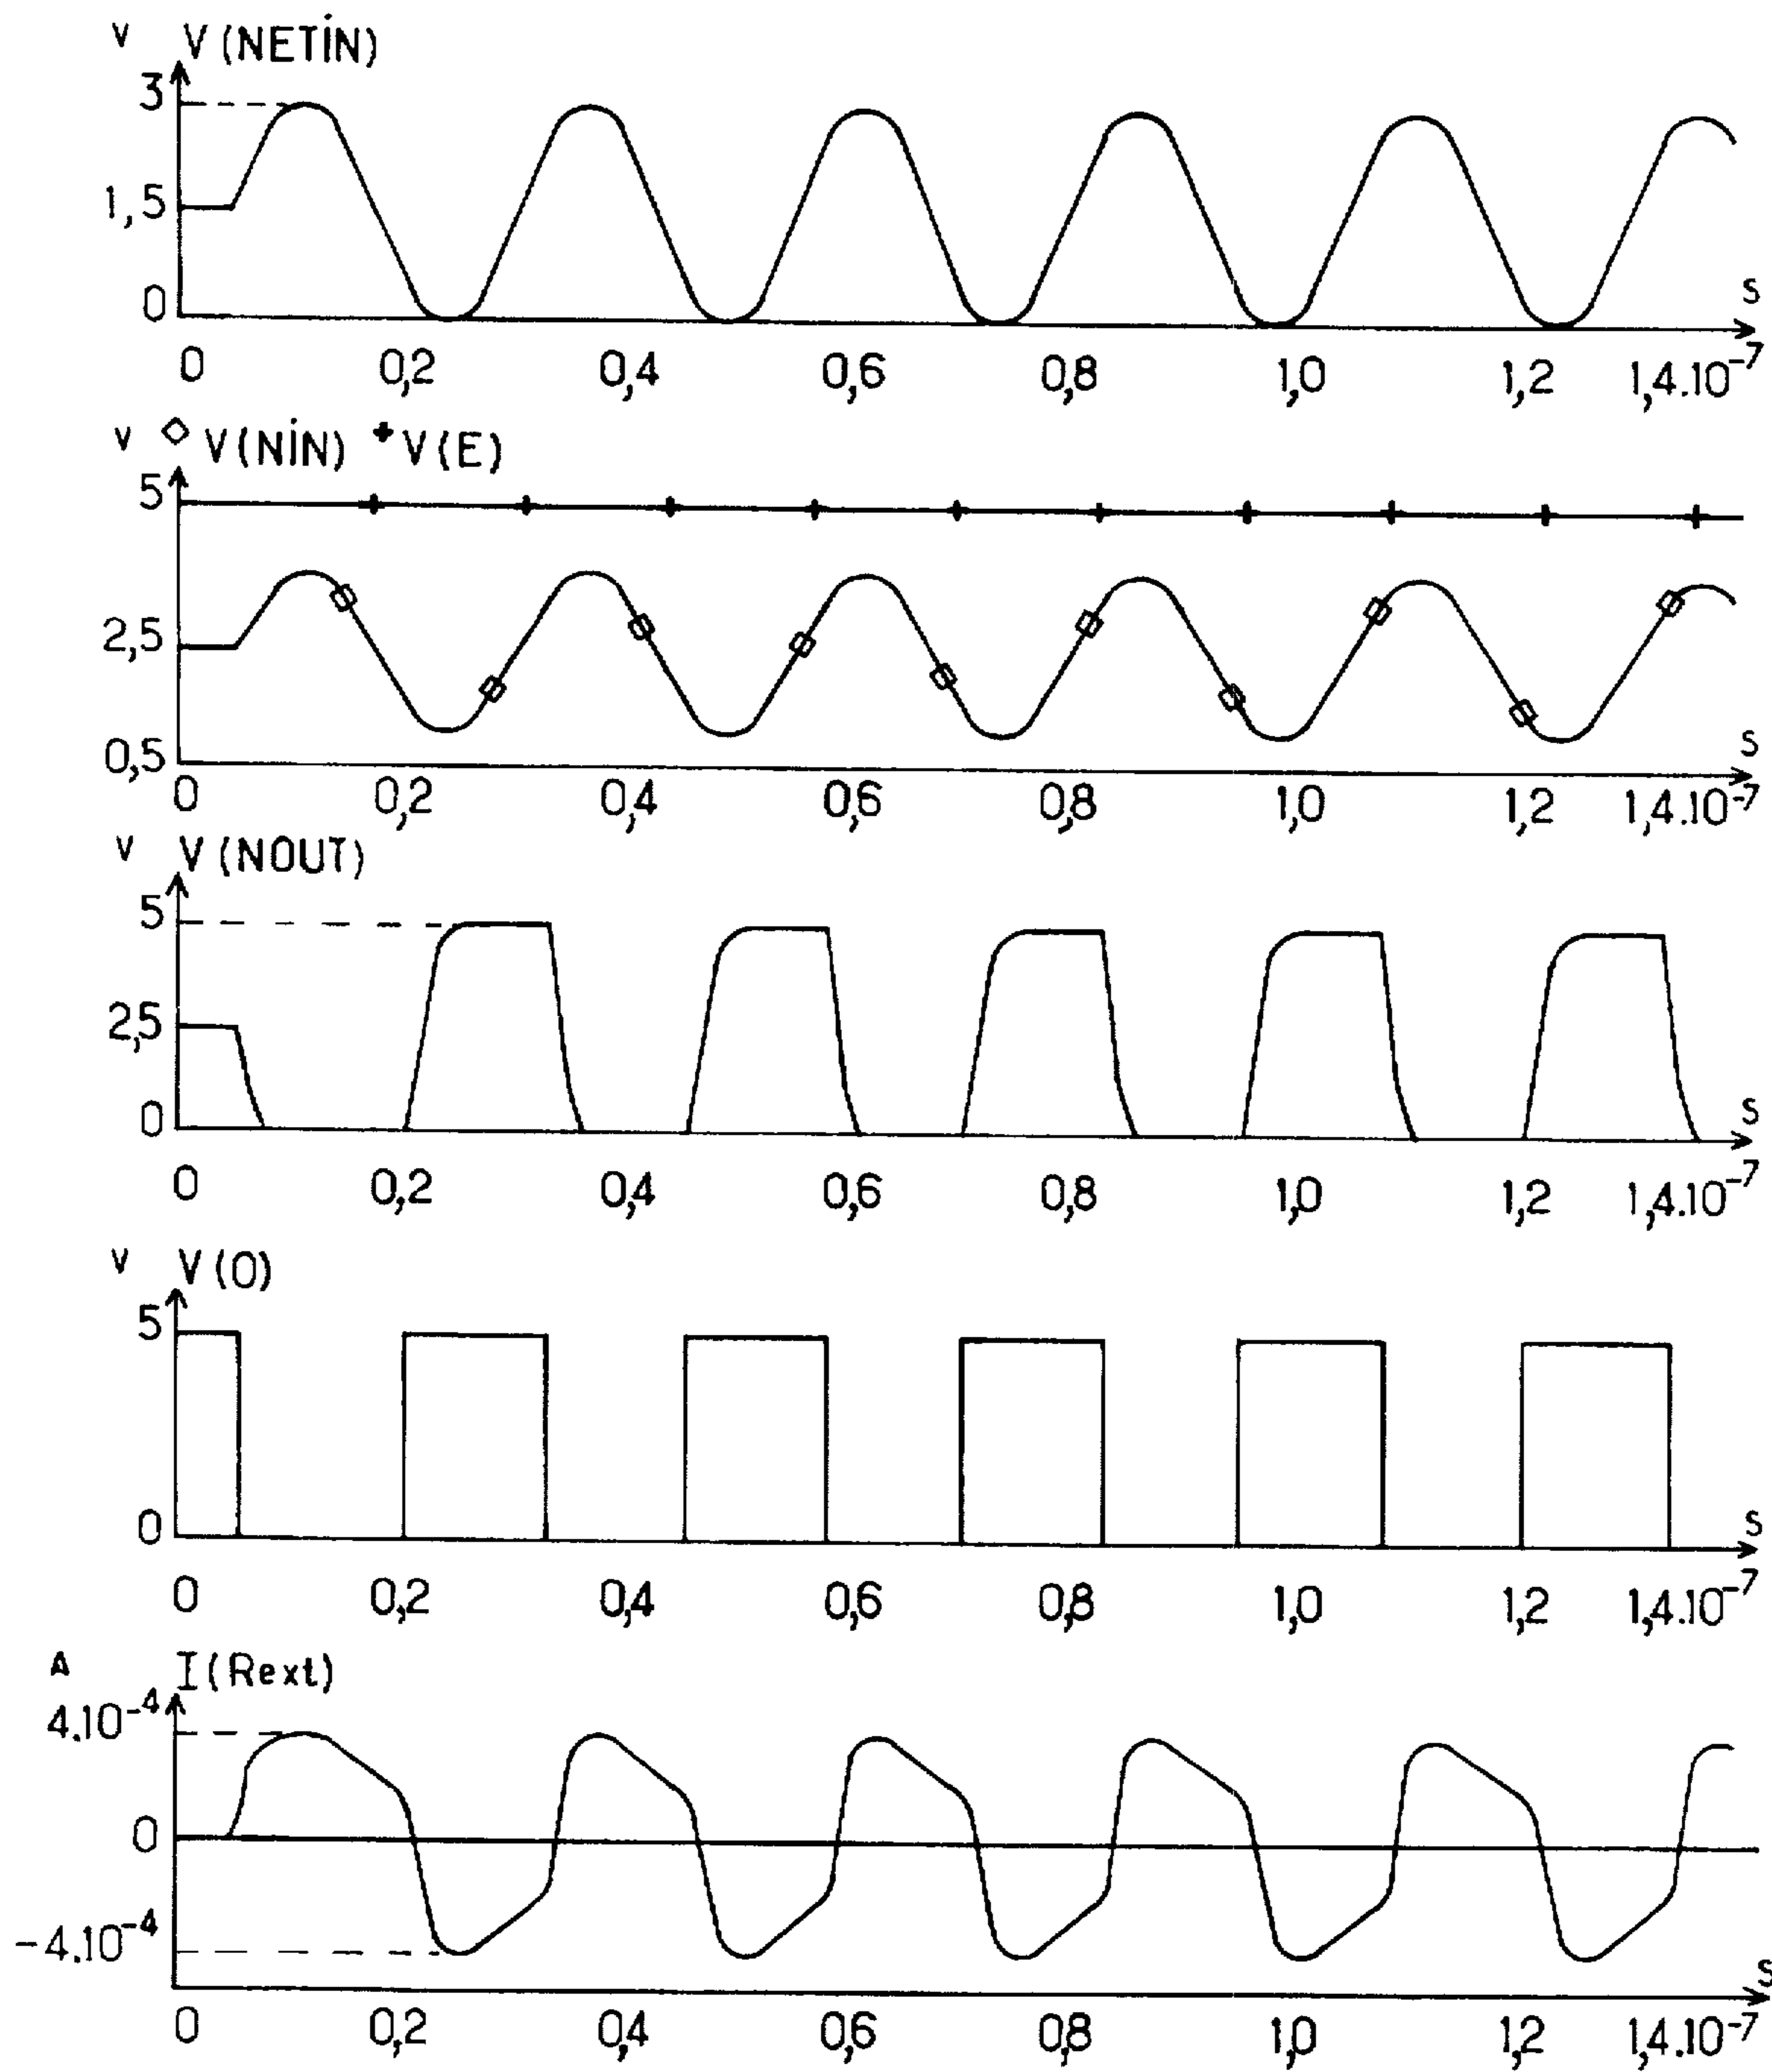 v V(NETİN)
3
1,5
0
s
0 0,2 0,4 0,6 0,8 1,0 1,2 1,4.10-7
v ◇ V(NİN) + V(E)
5
2,5
0,5
s
0 0,2 0,4 0,6 0,8 1,0 1,2 1,4.10-7
v V(NOUT)
5
2,5
0
s
0 0,2 0,4 0,6 0,8 1,0 1,2 1,4.10-7
v V(O)
5
0
s
0 0,2 0,4 0,6 0,8 1,0 1,2 1,4.10-7
A I(Rext)
4.10-4
0
-4.10-4
s
0 0,2 0,4 0,6 0,8 1,0 1,2 1,4.10-7